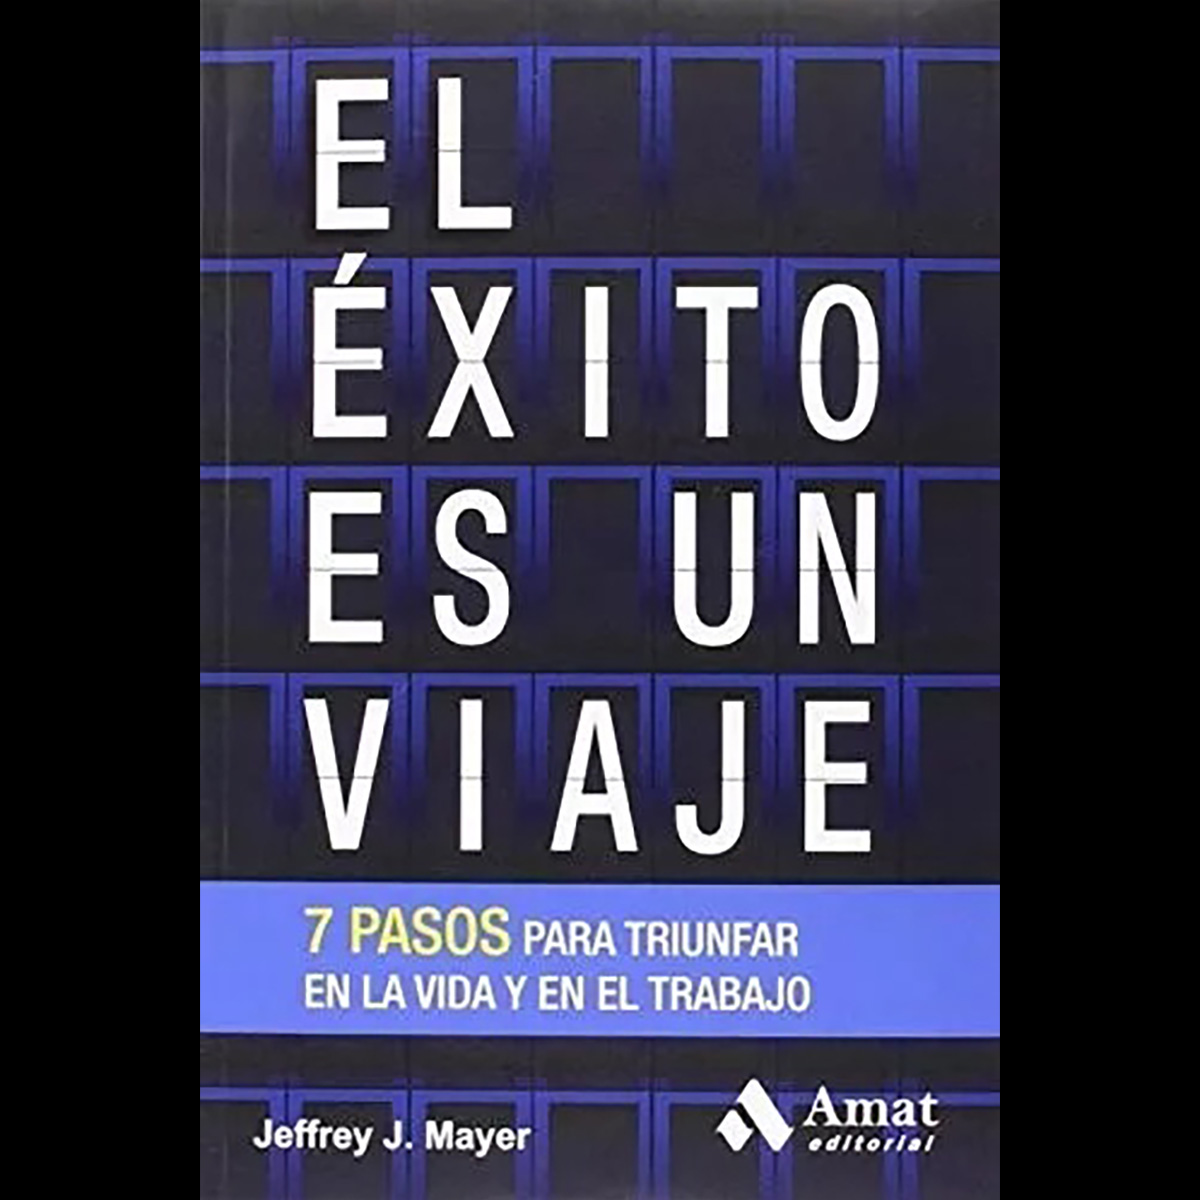 EL
ÉXITO
ES UN
VIAJE
7 PASOS PARA TRIUNFAR
EN LA VIDA Y EN EL TRABAJO
Jeffrey J. Mayer
Amat
editorial